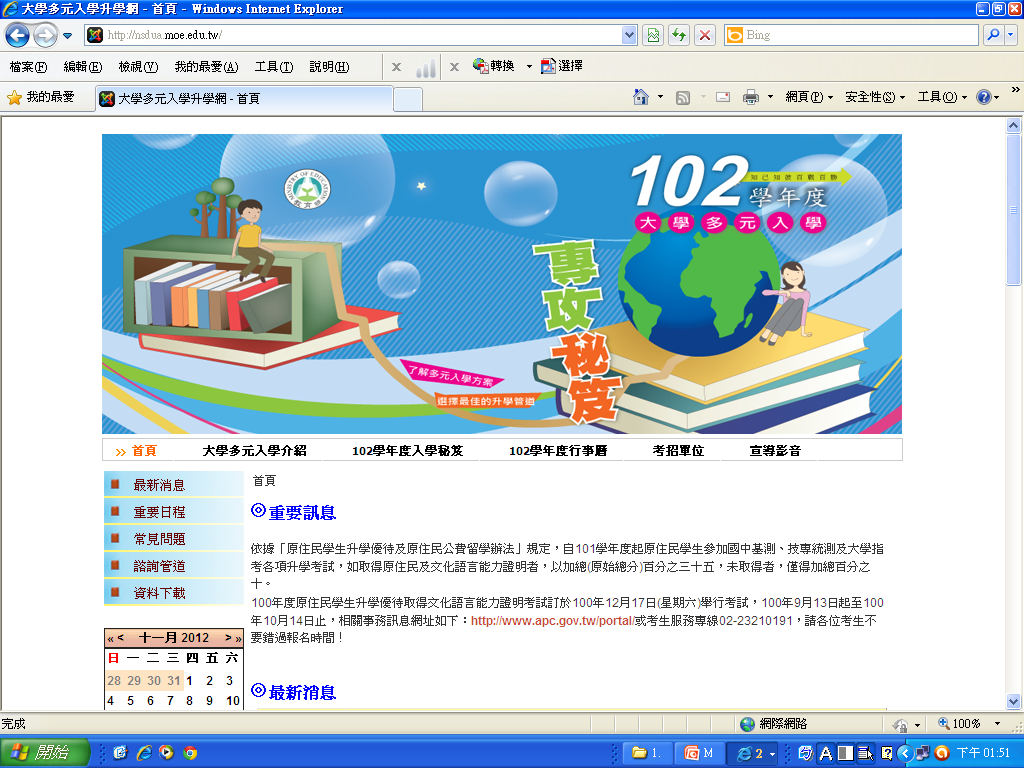 大學多元入學升學網 - 首頁 - Windows Internet Explorer
http://nsdua.moe.edu.tw/
Bing
檔案(F) 編輯(E) 檢視(V) 我的最愛(A) 工具(T) 說明(H)
轉換 選擇
我的最愛
大學多元入學升學網 - 首頁
網頁(P) 安全性(S) 工具(O)
MINISTRY OF EDUCATION
教育部
102
知己知彼百戰百勝
學年度
大學多元入學
專攻秘笈
了解多元入學方案
選擇最佳的升學管道
首頁 大學多元入學介紹 102學年度入學秘笈 102學年度行事曆 考招單位 宣導影音
最新消息
重要日程
常見問題
諮詢管道
資料下載
« < 十一月 2012 > »
日 一 二 三 四 五 六
28 29 30 31 1 2 3
4 5 6 7 8 9 10
首頁
重要訊息
依據「原住民學生升學優待及原住民公費留學辦法」規定，自101學年度起原住民學生參加國中基測、技專統測及大學指
考各項升學考試，如取得原住民及文化語言能力證明者，以加總(原始總分)百分之三十五，未取得者，僅得加總百分之
十。
100年度原住民學生升學優待取得文化語言能力證明考試訂於100年12月17日(星期六)舉行考試，100年9月13日起至100
年10月14日止，相關事務訊息網址如下：http://www.apc.gov.tw/portal/或考生服務專線02-23210191，請各位考生不
要錯過報名時間！
最新消息
完成
網際網路
100%
開始
1.
M
2
A
下午 01:51